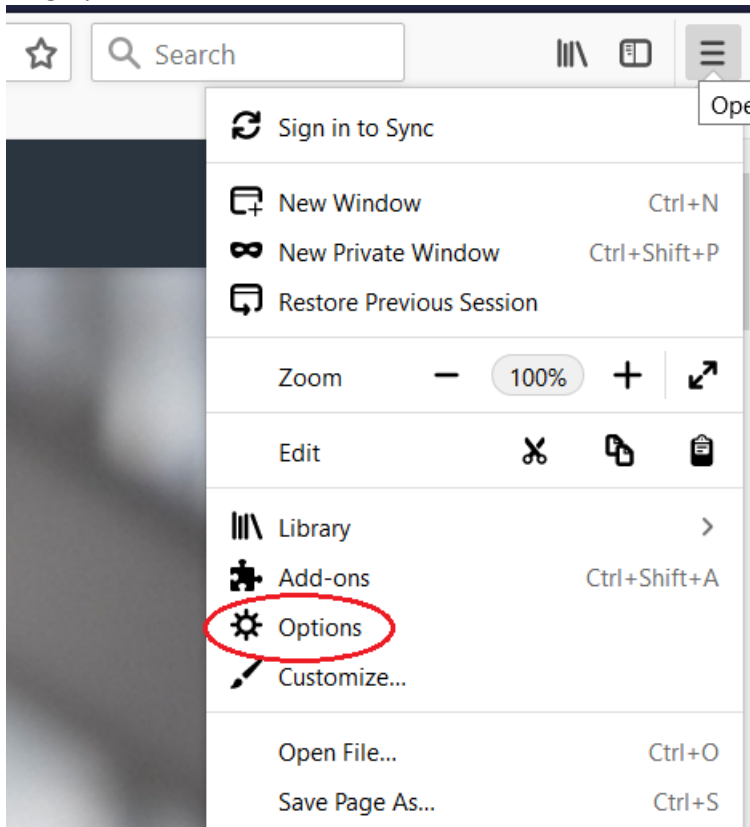 Search
Ope
Sign in to Sync
New Window Ctrl+N
New Private Window Ctrl+Shift+P
Restore Previous Session
Zoom 100%
Edit
Library
Add-ons Ctrl+Shift+A
Options
Customize...
Open File... Ctrl+O
Save Page As... Ctrl+S